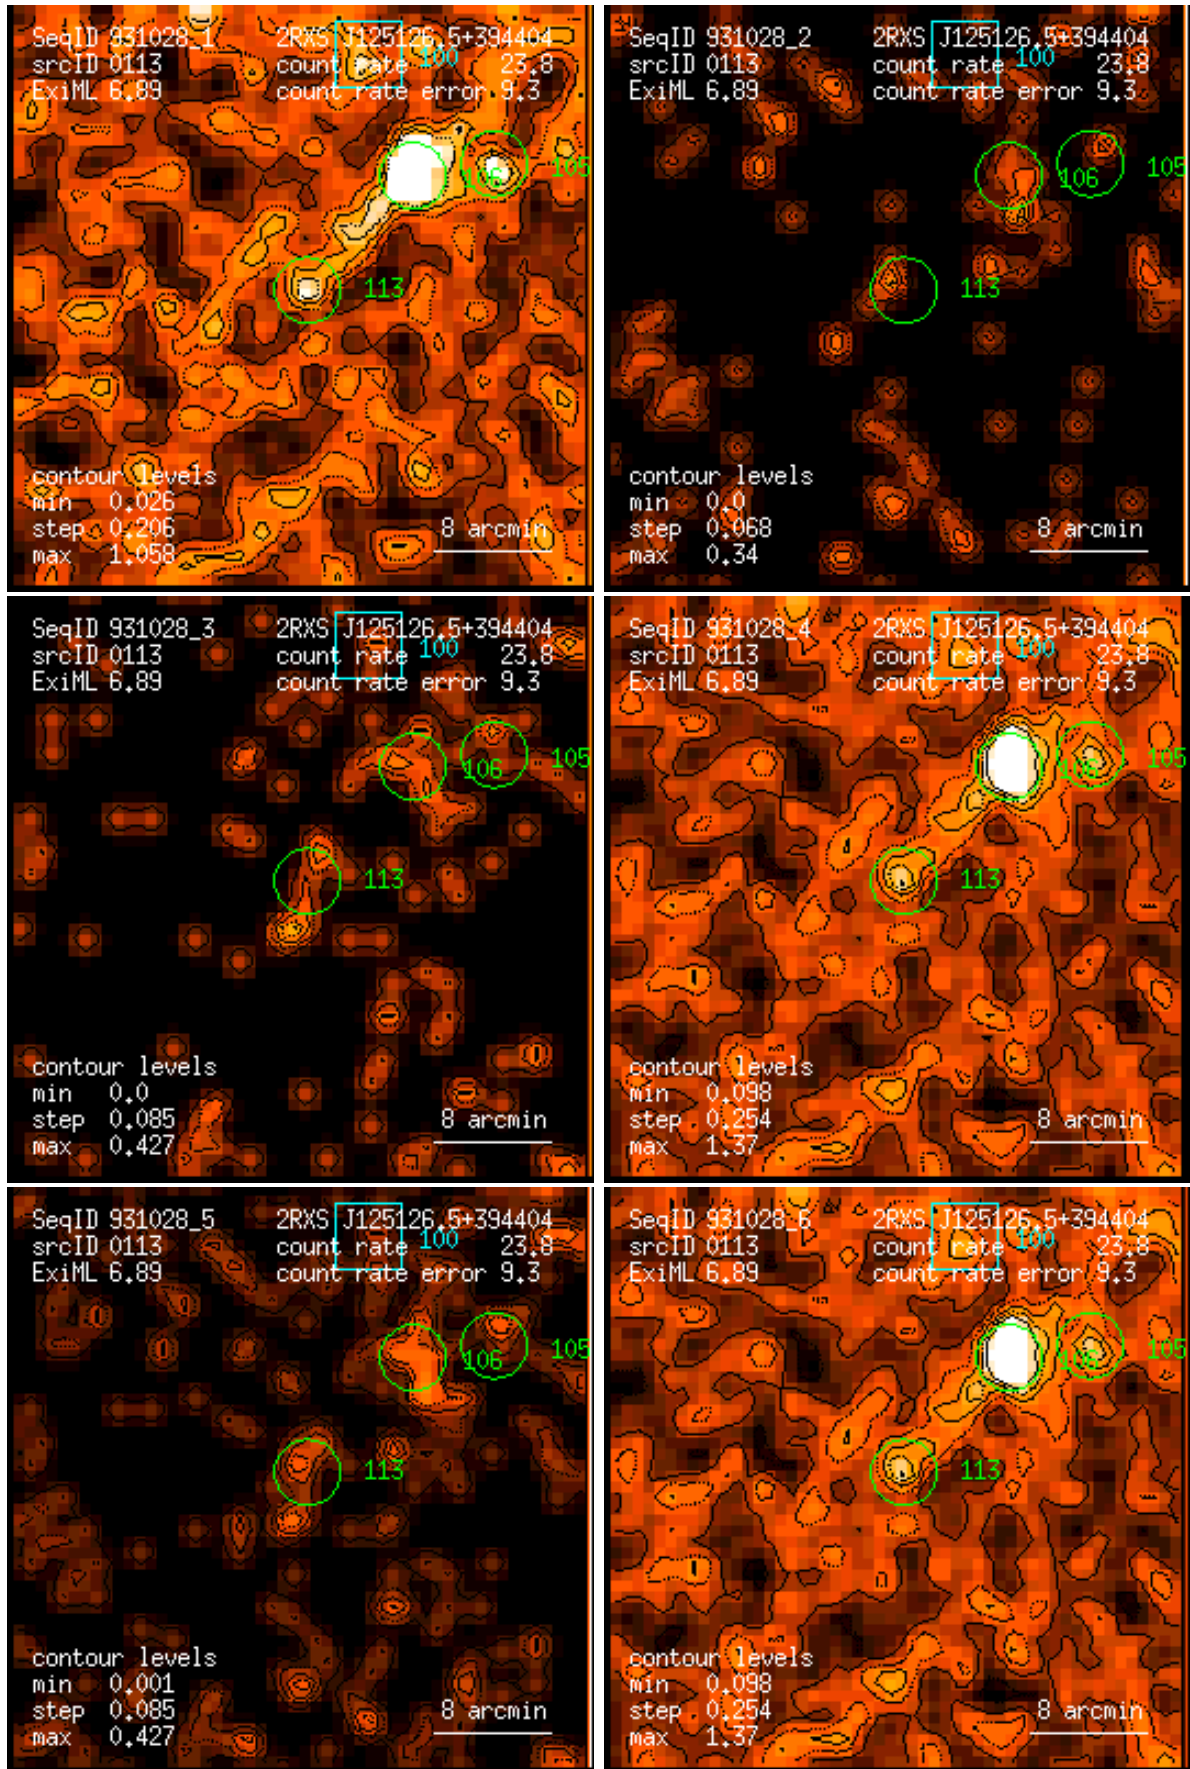 SeqID 931028_1 2RXS J125126.5+394404
srcID 0113 count rate 100 23.8
ExiML 6.89 count rate error 9.3
106 105
113
contour levels
min 0.026
step 0.206
max 1.058
8 arcmin
SeqID 931028_2 2RXS J125126.5+394404
srcID 0113 count rate 100 23.8
ExiML 6.89 count rate error 9.3
106 105
113
contour levels
min 0.0
step 0.068
max 0.34
8 arcmin
SeqID 931028_3 2RXS J125126.5+394404
srcID 0113 count rate 100 23.8
ExiML 6.89 count rate error 9.3
106 105
113
contour levels
min 0.0
step 0.085
max 0.427
8 arcmin
SeqID 931028_4 2RXS J125126.5+394404
srcID 0113 count rate 100 23.8
ExiML 6.89 count rate error 9.3
106 105
113
contour levels
min 0.098
step 0.254
max 1.37
8 arcmin
SeqID 931028_5 2RXS J125126.5+394404
srcID 0113 count rate 100 23.8
ExiML 6.89 count rate error 9.3
106 105
113
contour levels
min 0.001
step 0.085
max 0.427
8 arcmin
SeqID 931028_6 2RXS J125126.5+394404
srcID 0113 count rate 100 23.8
ExiML 6.89 count rate error 9.3
106 105
113
contour levels
min 0.098
step 0.254
max 1.37
8 arcmin